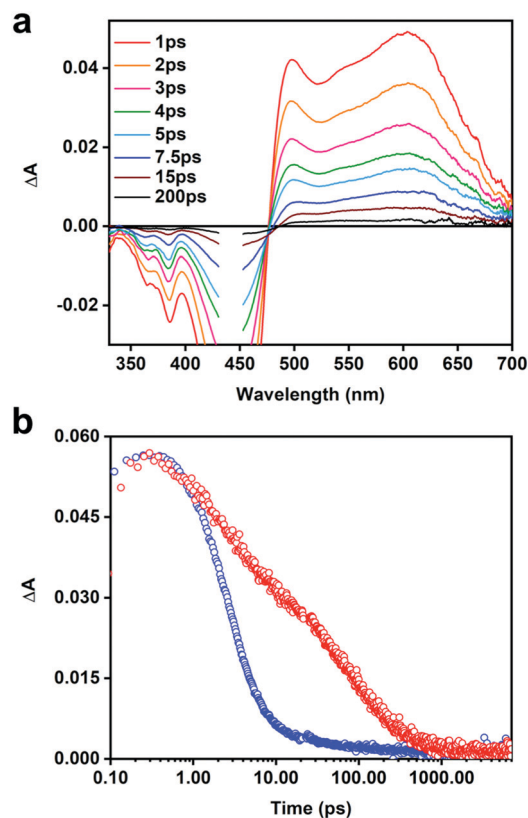 a
0.04
0.02
0.00
-0.02
ΔA
1ps
2ps
3ps
4ps
5ps
7.5ps
15ps
200ps
350 400 450 500 550 600 650 700
Wavelength (nm)
b
0.060
0.045
0.030
0.015
0.000
ΔA
0.10 1.00 10.00 100.00 1000.00
Time (ps)